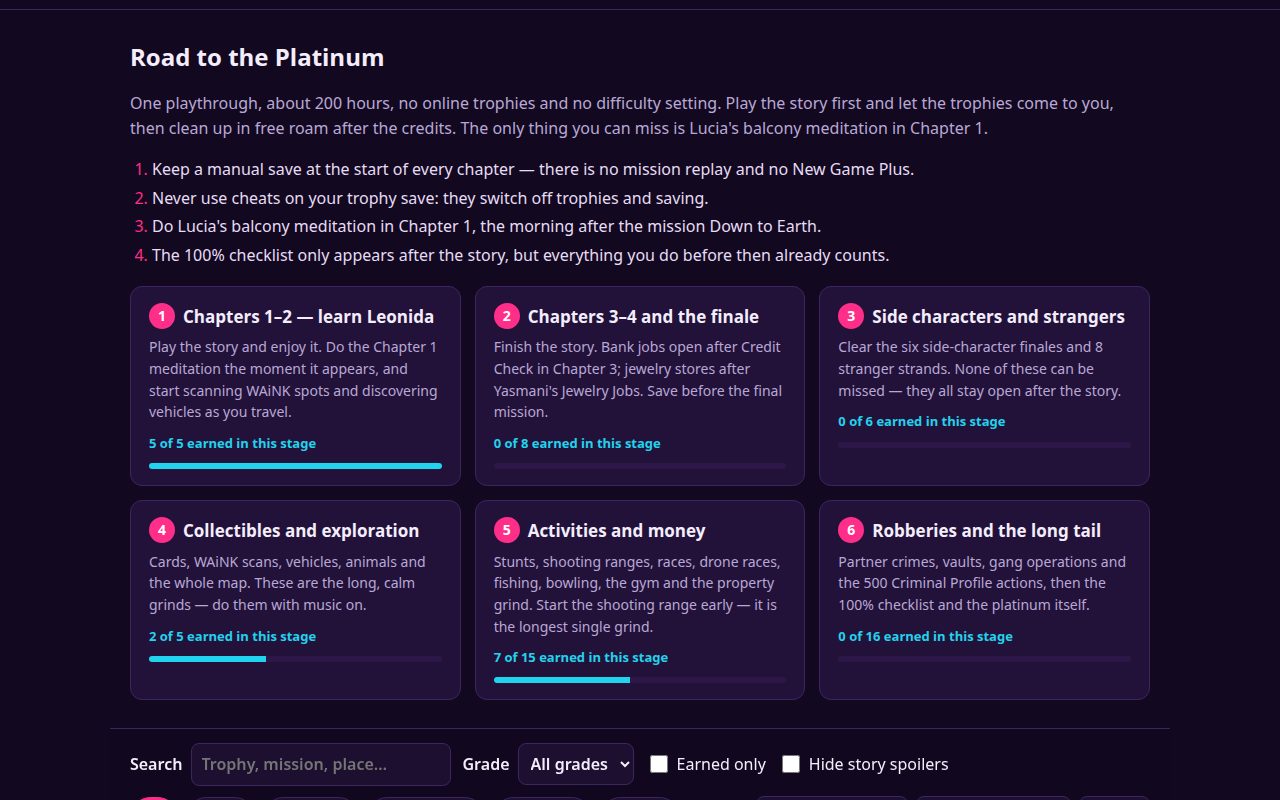 Road to the Platinum
One playthrough, about 200 hours, no online trophies and no difficulty setting. Play the story first and let the trophies come to you,
then clean up in free roam after the credits. The only thing you can miss is Lucia's balcony meditation in Chapter 1.
1. Keep a manual save at the start of every chapter — there is no mission replay and no New Game Plus.
2. Never use cheats on your trophy save: they switch off trophies and saving.
3. Do Lucia's balcony meditation in Chapter 1, the morning after the mission Down to Earth.
4. The 100% checklist only appears after the story, but everything you do before then already counts.
1 Chapters 1–2 — learn Leonida
Play the story and enjoy it. Do the Chapter 1
meditation the moment it appears, and
start scanning WAiNK spots and discovering
vehicles as you travel.
5 of 5 earned in this stage
2 Chapters 3–4 and the finale
Finish the story. Bank jobs open after Credit
Check in Chapter 3; jewelry stores after
Yasmani's Jewelry Jobs. Save before the final
mission.
0 of 8 earned in this stage
3 Side characters and strangers
Clear the six side-character finales and 8
stranger strands. None of these can be
missed — they all stay open after the story.
0 of 6 earned in this stage
4 Collectibles and exploration
Cards, WAiNK scans, vehicles, animals and
the whole map. These are the long, calm
grinds — do them with music on.
2 of 5 earned in this stage
5 Activities and money
Stunts, shooting ranges, races, drone races,
fishing, bowling, the gym and the property
grind. Start the shooting range early — it is
the longest single grind.
7 of 15 earned in this stage
6 Robberies and the long tail
Partner crimes, vaults, gang operations and
the 500 Criminal Profile actions, then the
100% checklist and the platinum itself.
0 of 16 earned in this stage
Search Trophy, mission, place... Grade All grades Earned only Hide story spoilers